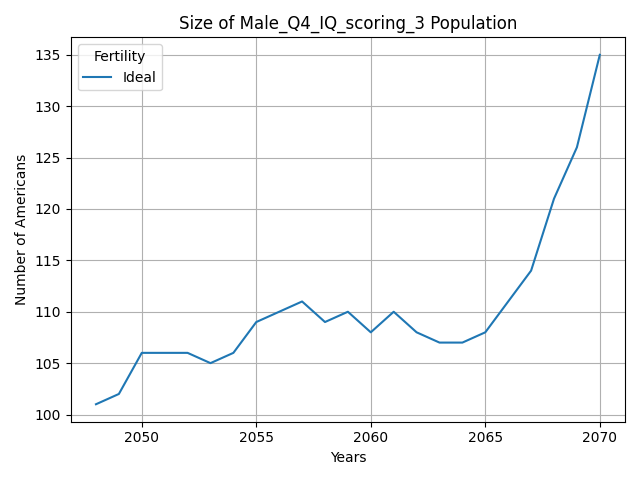 Size of Male_Q4_IQ_scoring_3 Population
Fertility
Ideal
Number of Americans
135
130
125
120
115
110
105
100
2050 2055 2060 2065 2070
Years